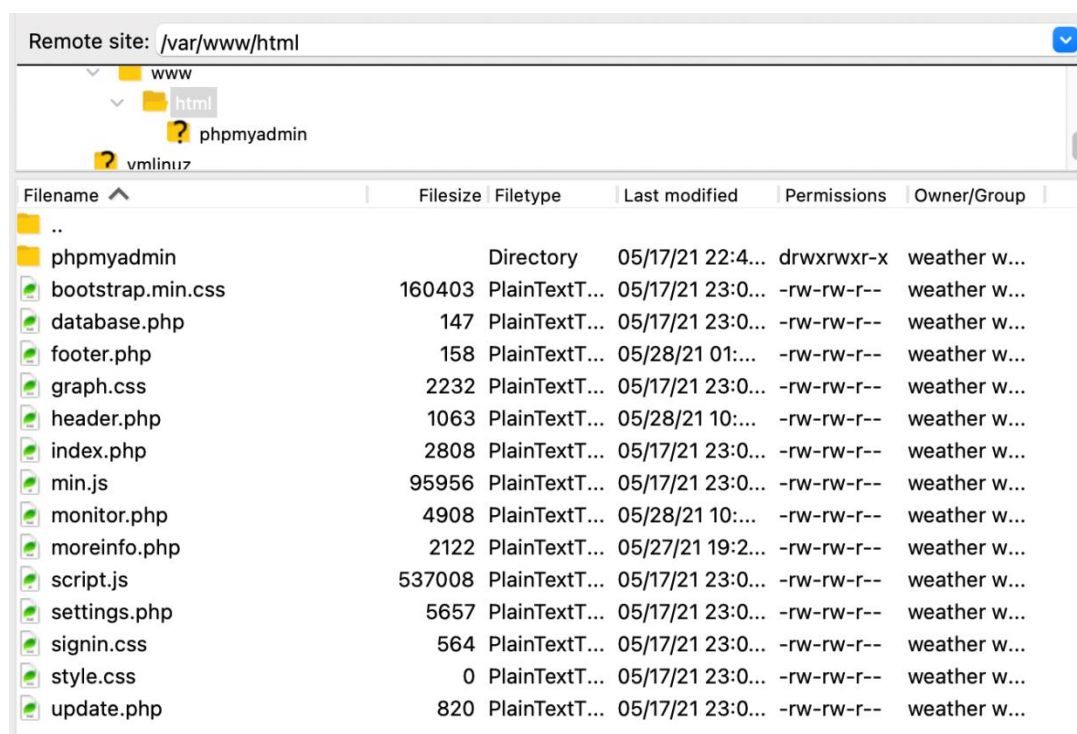 Remote site: /var/www/html
www
html
phpmyadmin
vmlinuz
Filename Filesize Filetype Last modified Permissions Owner/Group
..
phpmyadmin Directory 05/17/21 22:4... drwxrwxr-x weather w...
bootstrap.min.css 160403 PlainTextT... 05/17/21 23:0... -rw-rw-r-- weather w...
database.php 147 PlainTextT... 05/17/21 23:0... -rw-rw-r-- weather w...
footer.php 158 PlainTextT... 05/28/21 01:... -rw-rw-r-- weather w...
graph.css 2232 PlainTextT... 05/17/21 23:0... -rw-rw-r-- weather w...
header.php 1063 PlainTextT... 05/28/21 10:... -rw-rw-r-- weather w...
index.php 2808 PlainTextT... 05/17/21 23:0... -rw-rw-r-- weather w...
min.js 95956 PlainTextT... 05/17/21 23:0... -rw-rw-r-- weather w...
monitor.php 4908 PlainTextT... 05/28/21 10:... -rw-rw-r-- weather w...
moreinfo.php 2122 PlainTextT... 05/27/21 19:2... -rw-rw-r-- weather w...
script.js 537008 PlainTextT... 05/17/21 23:0... -rw-rw-r-- weather w...
settings.php 5657 PlainTextT... 05/17/21 23:0... -rw-rw-r-- weather w...
signin.css 564 PlainTextT... 05/17/21 23:0... -rw-rw-r-- weather w...
style.css 0 PlainTextT... 05/17/21 23:0... -rw-rw-r-- weather w...
update.php 820 PlainTextT... 05/17/21 23:0... -rw-rw-r-- weather w...